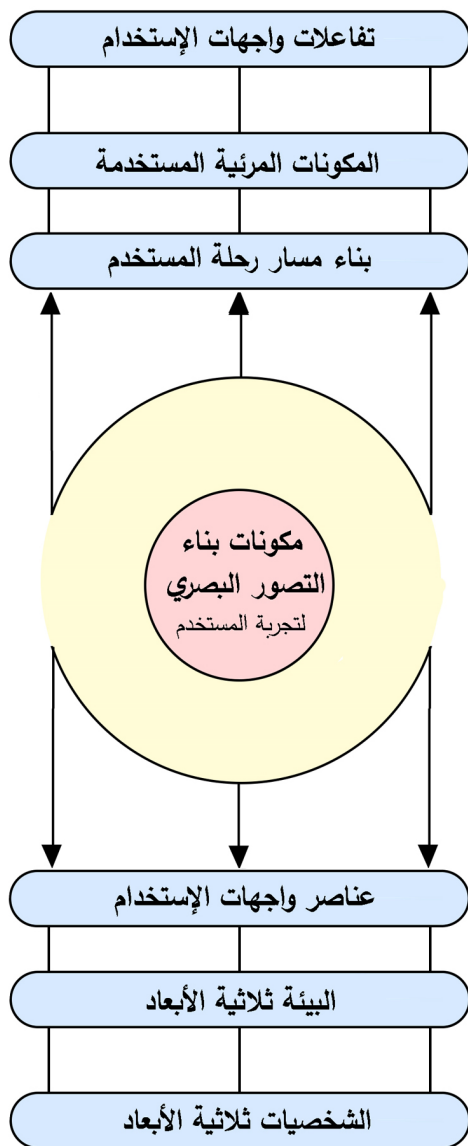 تفاعلات واجهات الإستخدام
المكونات المرئية المستخدمة
بناء مسار رحلة المستخدم
مكونات بناء
التصور البصري
لتجربة المستخدم
عناصر واجهات الإستخدام
البيئة ثلاثية الأبعاد
الشخصيات ثلاثية الأبعاد